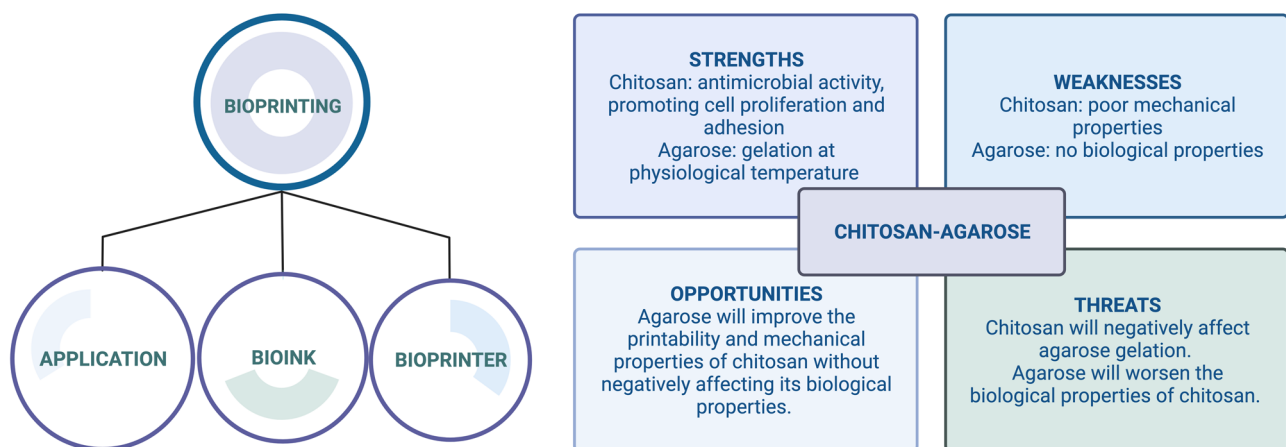 BIOPRINTING
APPLICATION
BIOINK
BIOPRINTER
STRENGTHS
Chitosan: antimicrobial activity,
promoting cell proliferation and
adhesion
Agarose: gelation at
physiological temperature
WEAKNESSES
Chitosan: poor mechanical
properties
Agarose: no biological properties
CHITOSAN-AGAROSE
OPPORTUNITIES
Agarose will improve the
printability and mechanical
properties of chitosan without
negatively affecting its biological
properties.
THREATS
Chitosan will negatively affect
agarose gelation.
Agarose will worsen the
biological properties of chitosan.